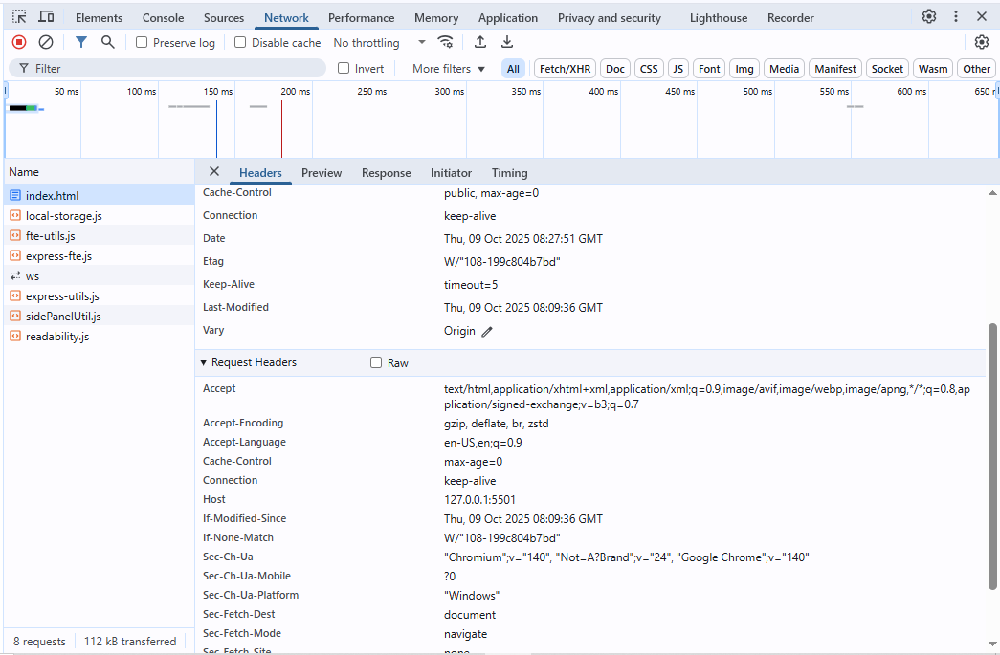 Elements Console Sources Network Performance Memory Application Privacy and security Lighthouse Recorder
Preserve log Disable cache No throttling
Filter Invert More filters All Fetch/XHR Doc CSS JS Font Img Media Manifest Socket Wasm Other
50 ms 100 ms 150 ms 200 ms 250 ms 300 ms 350 ms 400 ms 450 ms 500 ms 550 ms 600 ms 650
Name
index.html
local-storage.js
fte-utils.js
express-fte.js
ws
express-utils.js
sidePanelUtil.js
readability.js
8 requests 112 kB transferred
Headers Preview Response Initiator Timing
Cache-Control public, max-age=0
Connection keep-alive
Date Thu, 09 Oct 2025 08:27:51 GMT
Etag W/"108-199c804b7bd"
Keep-Alive timeout=5
Last-Modified Thu, 09 Oct 2025 08:09:36 GMT
Vary Origin
Request Headers Raw
Accept text/html,application/xhtml+xml,application/xml;q=0.9,image/avif,image/webp,image/apng,*/*;q=0.8,ap
plication/signed-exchange;v=b3;q=0.7
Accept-Encoding gzip, deflate, br, zstd
Accept-Language en-US,en;q=0.9
Cache-Control max-age=0
Connection keep-alive
Host 127.0.0.1:5501
If-Modified-Since Thu, 09 Oct 2025 08:09:36 GMT
If-None-Match W/"108-199c804b7bd"
Sec-Ch-Ua "Chromium";v="140", "Not=A?Brand";v="24", "Google Chrome";v="140"
Sec-Ch-Ua-Mobile ?0
Sec-Ch-Ua-Platform "Windows"
Sec-Fetch-Dest document
Sec-Fetch-Mode navigate
Sec-Fetch-Site none